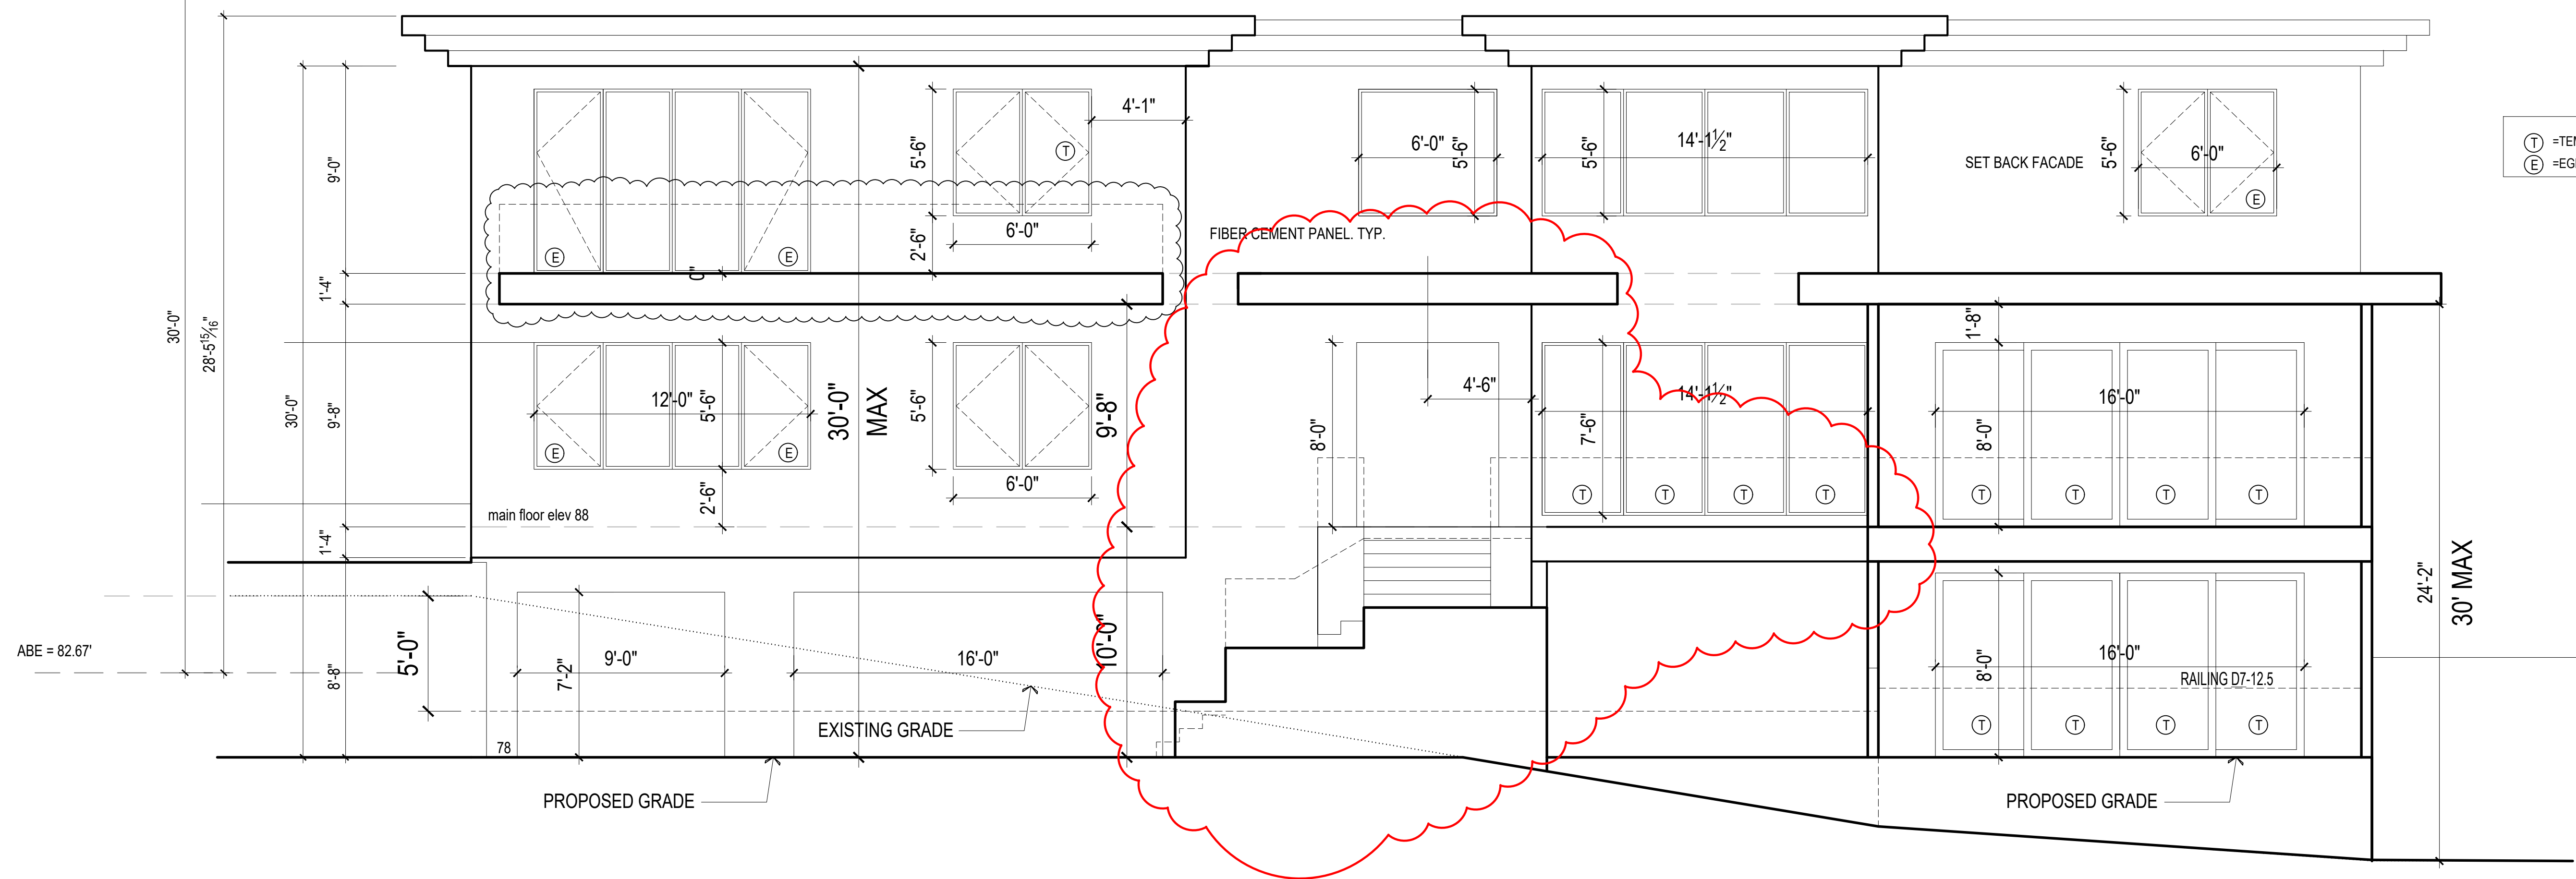 4'-1"
9'-0"
5'-6"
6'-0"
5'-6"
5'-6"
14'-1½"
SET BACK FACADE
5'-6"
6'-0"
T =TE
E =EG
T
E
E
E
2'-6"
6'-0"
FIBER CEMENT PANEL. TYP.
0"
1'-4"
30'-0"
28'-5 15/16"
30'-0"
9'-8"
12'-0"
5'-6"
30'-0"
MAX
5'-6"
9'-8"
4'-6"
14'-1½"
1'-8"
16'-0"
8'-0"
7'-6"
8'-0"
E
E
6'-0"
2'-6"
T
T
T
T
T
T
T
T
main floor elev 88
1'-4"
24'-2"
30' MAX
ABE = 82.67'
5'-0"
8'-8"
9'-0"
7'-2"
16'-0"
10'-0"
16'-0"
8'-0"
RAILING D7-12.5
T
T
T
T
EXISTING GRADE
78
PROPOSED GRADE
PROPOSED GRADE